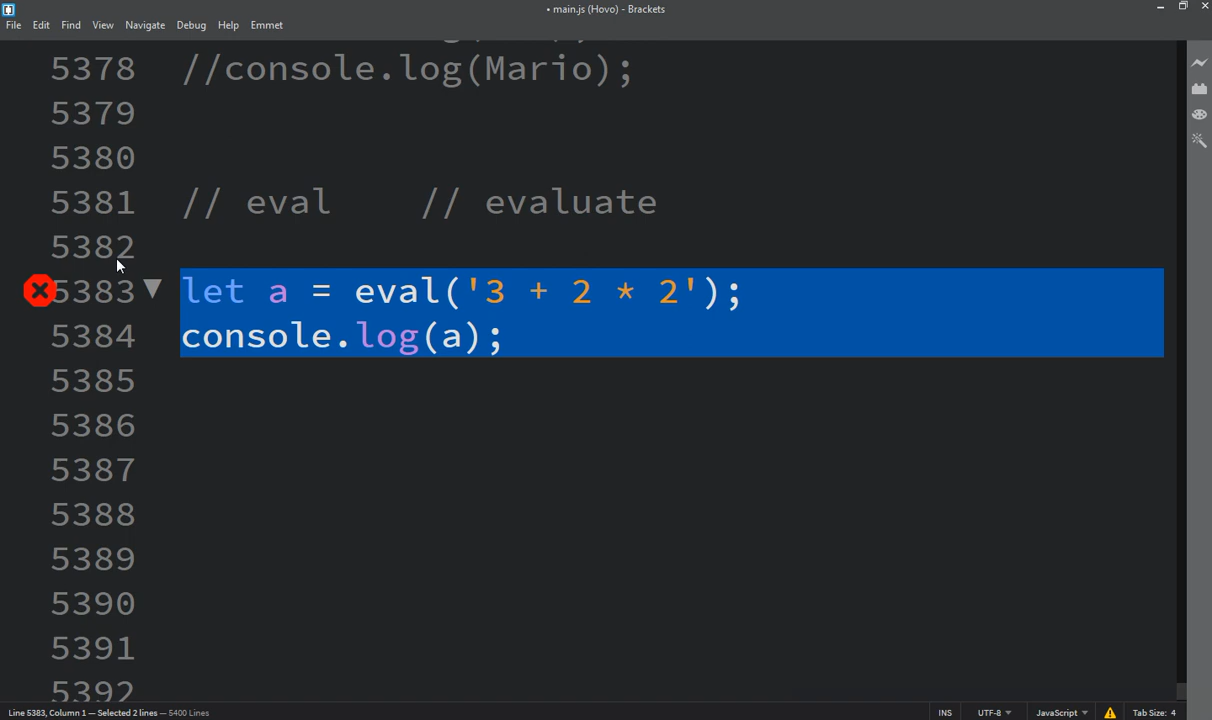 • main.js (Hovo) - Brackets
File Edit Find View Navigate Debug Help Emmet
5378 //console.log(Mario);
5379
5380
5381 // eval // evaluate
5382
5383 let a = eval('3 + 2 * 2');
5384 console.log(a);
5385
5386
5387
5388
5389
5390
5391
5392
Line 5383, Column 1 — Selected 2 lines — 5400 Lines INS UTF-8 JavaScript Tab Size: 4